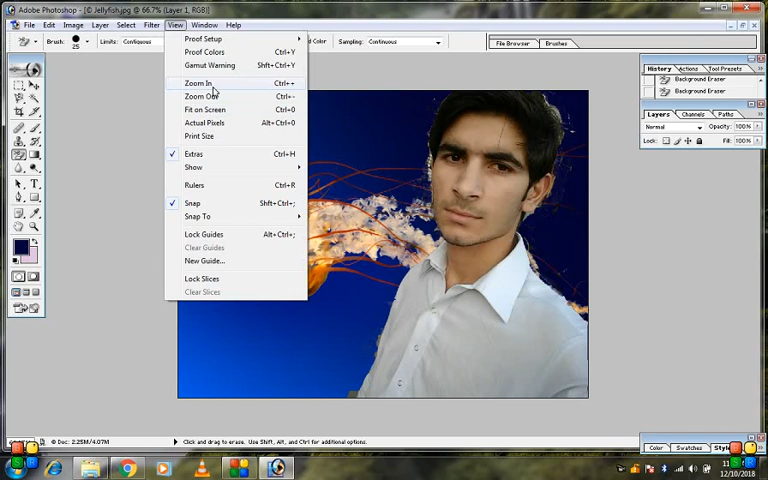 Adobe Photoshop - [© Jellyfish.jpg @ 66.7% (Layer 1, RGB)]
File Edit Image Layer Select Filter View Window Help
Brush: 25 Limits: Contiguous Color Sampling: Continuous File Browser Brushes
Proof Setup
Proof Colors Ctrl+Y
Gamut Warning Shft+Ctrl+Y
Zoom In Ctrl++
Zoom Out Ctrl+-
Fit on Screen Ctrl+0
Actual Pixels Alt+Ctrl+0
Print Size
Extras Ctrl+H
Show
Rulers Ctrl+R
Snap Shft+Ctrl+;
Snap To
Lock Guides Alt+Ctrl+;
Clear Guides
New Guide...
Lock Slices
Clear Slices
History Actions Tool Presets
Background Eraser
Background Eraser
Layers Channels Paths
Normal Opacity: 100%
Lock: Fill: 100%
Doc: 2.25M/4.07M Click and drag to erase. Use Shift, Alt, and Ctrl for additional options.
Color Swatches
12/10/2018